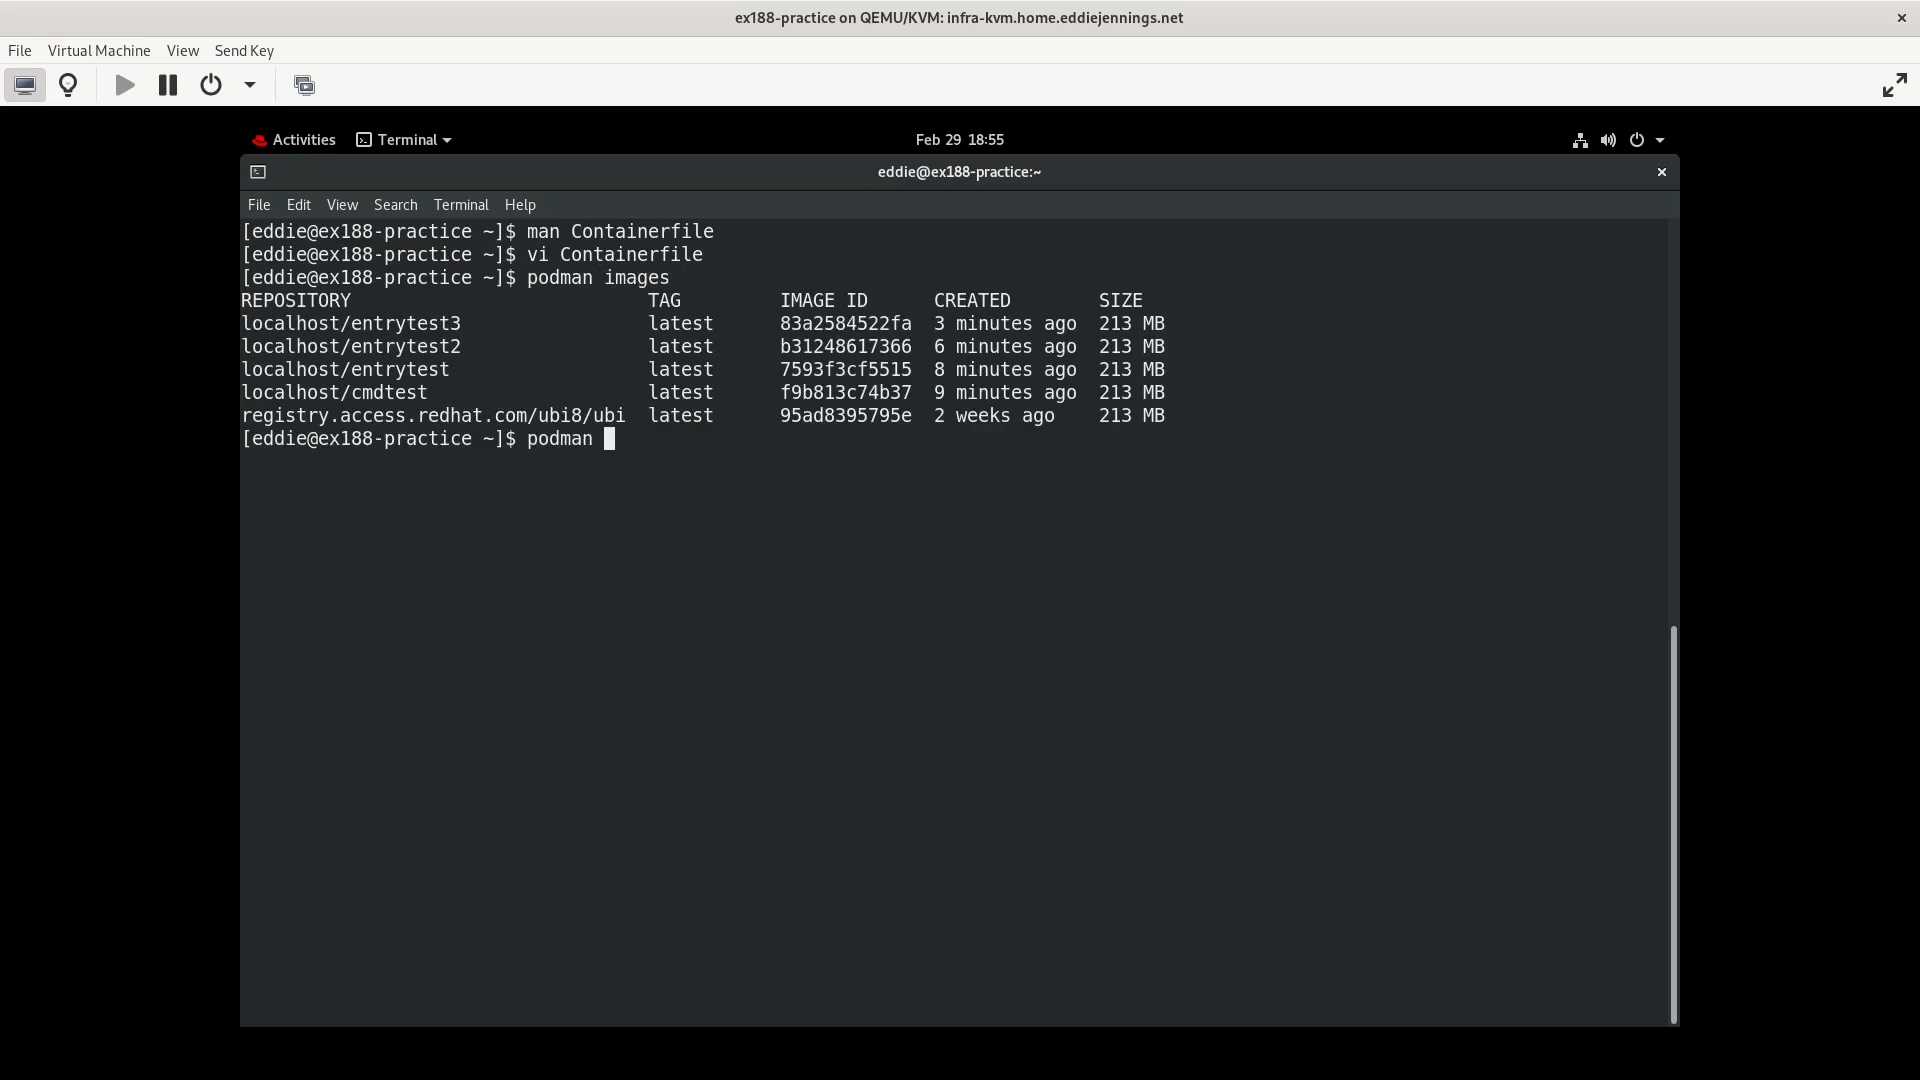 ex188-practice on QEMU/KVM: infra-kvm.home.eddiejennings.net
File Virtual Machine View Send Key
Activities Terminal Feb 29 18:55
eddie@ex188-practice:~
File Edit View Search Terminal Help
[eddie@ex188-practice ~]$ man Containerfile
[eddie@ex188-practice ~]$ vi Containerfile
[eddie@ex188-practice ~]$ podman images
REPOSITORY TAG IMAGE ID CREATED SIZE
localhost/entrytest3 latest 83a2584522fa 3 minutes ago 213 MB
localhost/entrytest2 latest b31248617366 6 minutes ago 213 MB
localhost/entrytest latest 7593f3cf5515 8 minutes ago 213 MB
localhost/cmdtest latest f9b813c74b37 9 minutes ago 213 MB
registry.access.redhat.com/ubi8/ubi latest 95ad8395795e 2 weeks ago 213 MB
[eddie@ex188-practice ~]$ podman